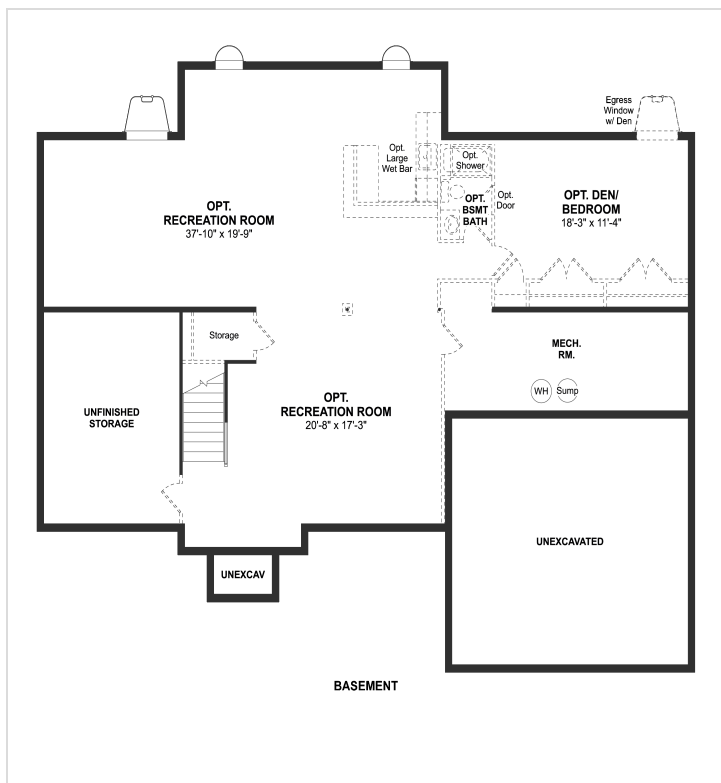 Egress
Window
w/ Den
Opt.
Large
Wet Bar
Opt.
Shower
OPT.
BSMT
BATH
Opt.
Door
OPT. DEN/
BEDROOM
18'-3" x 11'-4"
OPT.
RECREATION ROOM
37'-10" x 19'-9"
Storage
MECH.
RM.
WH
Sump
OPT.
RECREATION ROOM
20'-8" x 17'-3"
UNFINISHED
STORAGE
UNEXCAVATED
UNEXCAV
BASEMENT